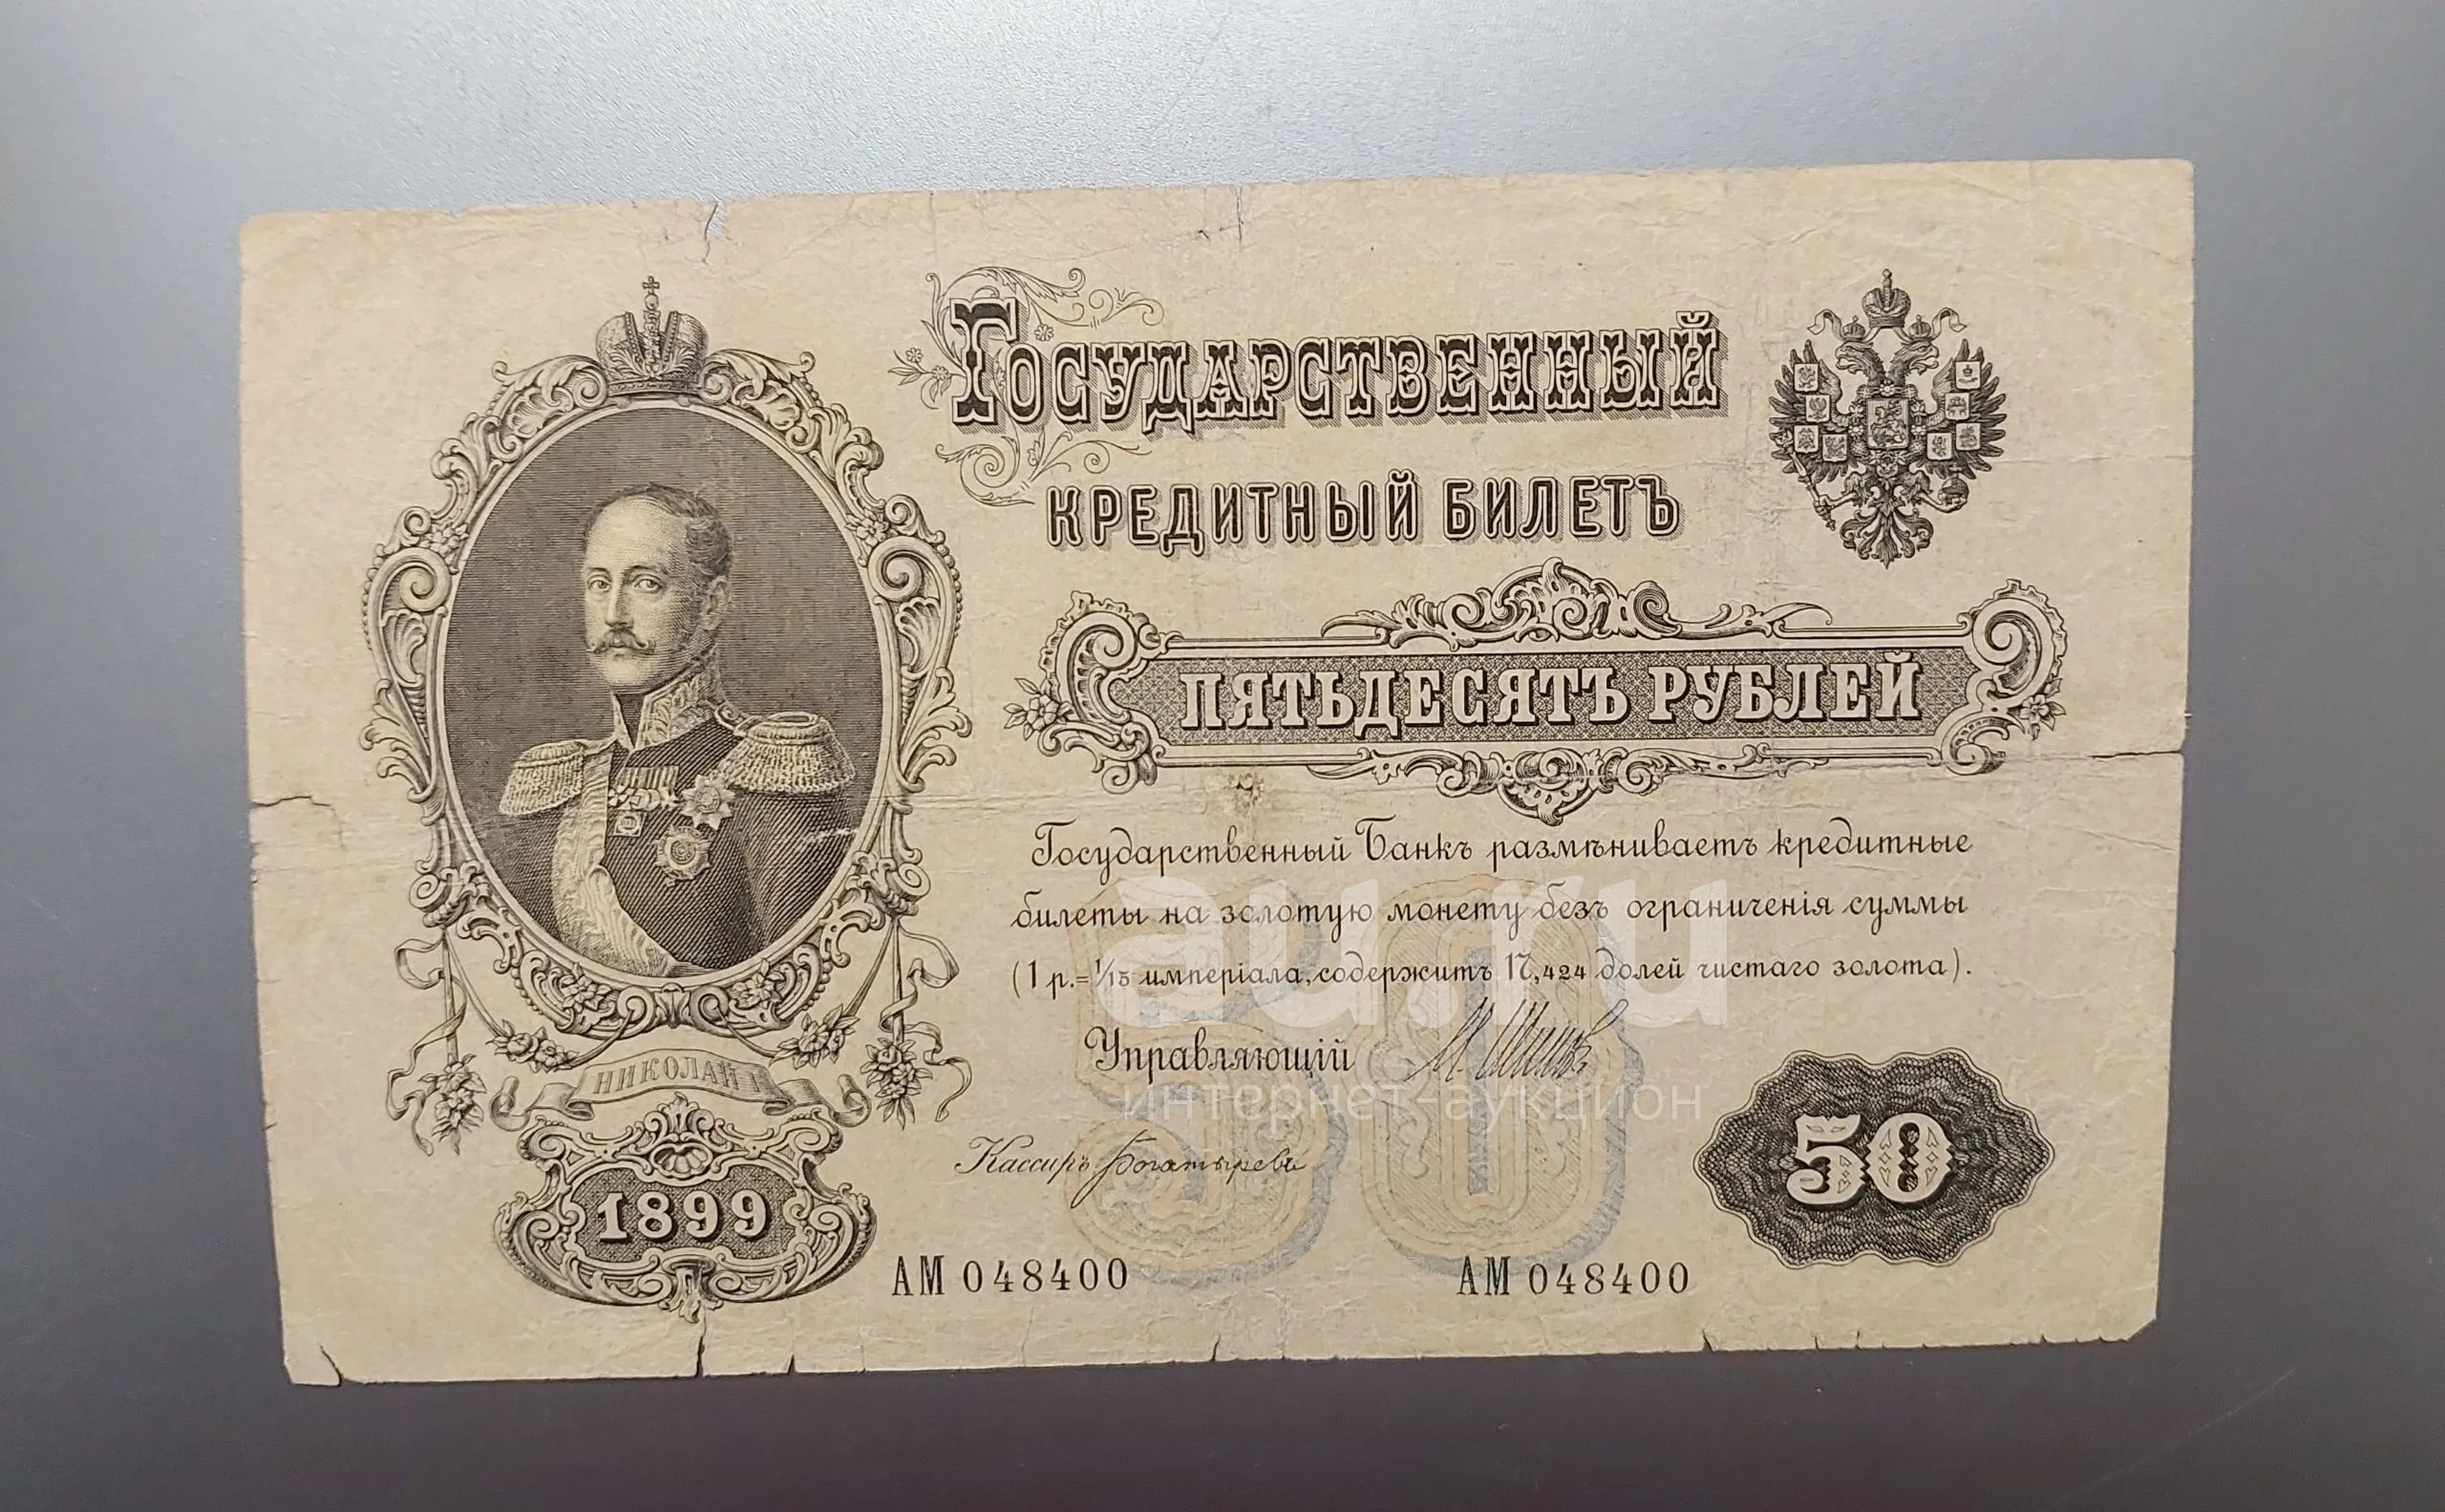 Государственный
кредитный билетъ
пятьдесятъ рублей
Государственный Банкъ размѣниваетъ кредитные
билеты на золотую монету безъ ограниченія суммы
(1 р.=1/15 имперіала, содержитъ 17,424 долей чистаго золота).
Управляющій И. Шиповъ
Кассиръ Богатыревъ
НИКОЛАЙ I
1899
50
АМ 048400
АМ 048400
au.ru
интернет-аукцион